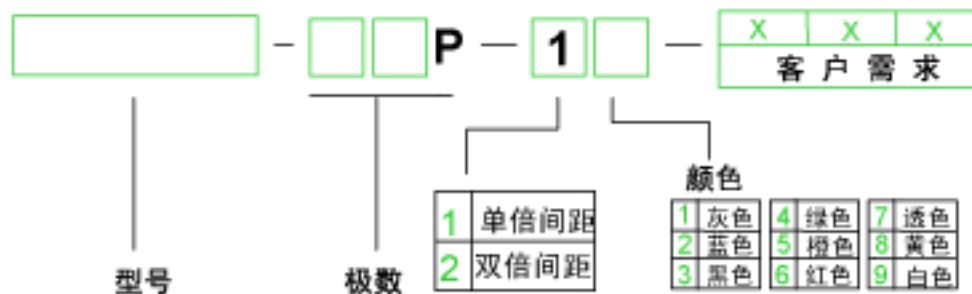 P — 1 — X X X
客户需求
颜色
1 单倍间距
2 双倍间距
1 灰色 4 绿色 7 透色
2 蓝色 5 橙色 8 黄色
3 黑色 6 红色 9 白色
型号 极数